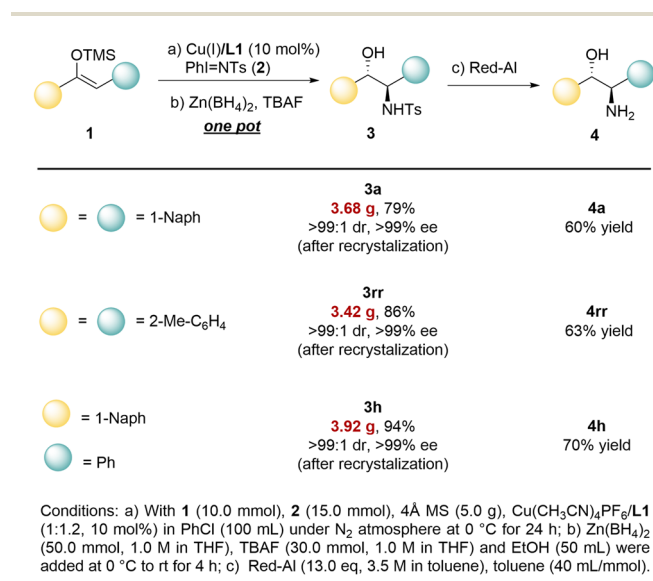 OTMS
1
a) Cu(I)/L1 (10 mol%)
PhI=NTs (2)
b) Zn(BH4)2, TBAF
one pot
OH
NHTs
3
c) Red-Al
OH
NH2
4
= = 1-Naph
3a
3.68 g, 79%
>99:1 dr, >99% ee
(after recrystalization)
4a
60% yield
= = 2-Me-C6H4
3rr
3.42 g, 86%
>99:1 dr, >99% ee
(after recrystalization)
4rr
63% yield
= 1-Naph
= Ph
3h
3.92 g, 94%
>99:1 dr, >99% ee
(after recrystalization)
4h
70% yield
Conditions: a) With 1 (10.0 mmol), 2 (15.0 mmol), 4Å MS (5.0 g), Cu(CH3CN)4PF6/L1
(1:1.2, 10 mol%) in PhCl (100 mL) under N2 atmosphere at 0 °C for 24 h; b) Zn(BH4)2
(50.0 mmol, 1.0 M in THF), TBAF (30.0 mmol, 1.0 M in THF) and EtOH (50 mL) were
added at 0 °C to rt for 4 h; c) Red-Al (13.0 eq, 3.5 M in toluene), toluene (40 mL/mmol).